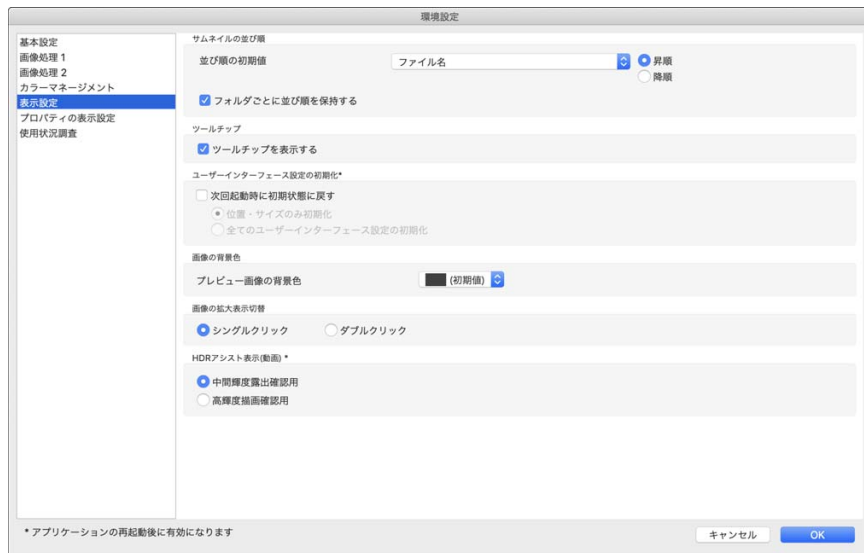 環境設定
基本設定
画像処理 1
画像処理 2
カラーマネージメント
表示設定
プロパティの表示設定
使用状況調査
サムネイルの並び順
並び順の初期値
ファイル名
昇順
降順
フォルダごとに並び順を保持する
ツールチップ
ツールチップを表示する
ユーザーインターフェース設定の初期化*
次回起動時に初期状態に戻す
位置・サイズのみ初期化
全てのユーザーインターフェース設定の初期化
画像の背景色
プレビュー画像の背景色
(初期値)
画像の拡大表示切替
シングルクリック
ダブルクリック
HDRアシスト表示(動画) *
中間輝度露出確認用
高輝度描画確認用
* アプリケーションの再起動後に有効になります
キャンセル
OK